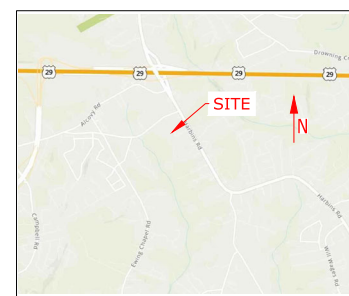 Drowning C
29
29
29
29
SITE
N
Alcovy Rd
Harbins Rd
Harbins Rd
Campbell Rd
Ewing Chapel Rd
Will Wages Rd